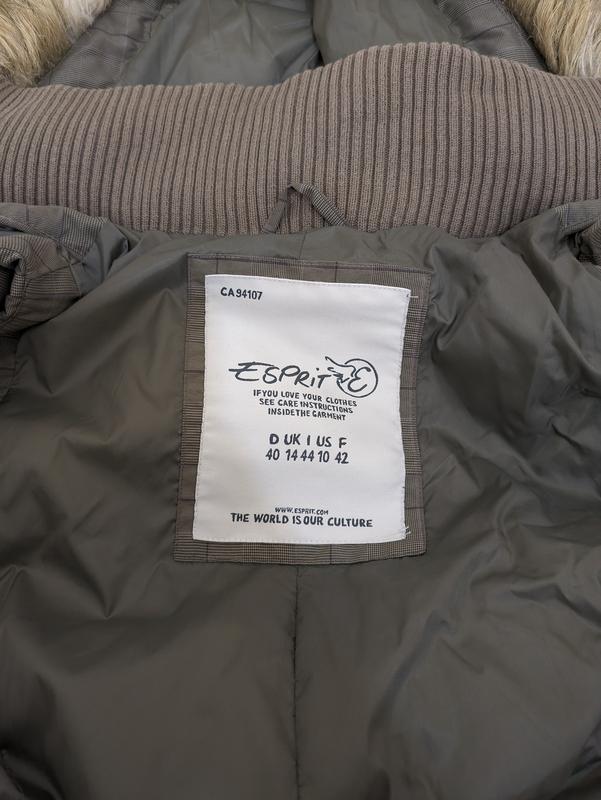 CA94107
ESPRIT E
IF YOU LOVE YOUR CLOTHES
SEE CARE INSTRUCTIONS
INSIDE THE GARMENT
D UK I US F
40 14 44 10 42
WWW.ESPRIT.COM
THE WORLD IS OUR CULTURE